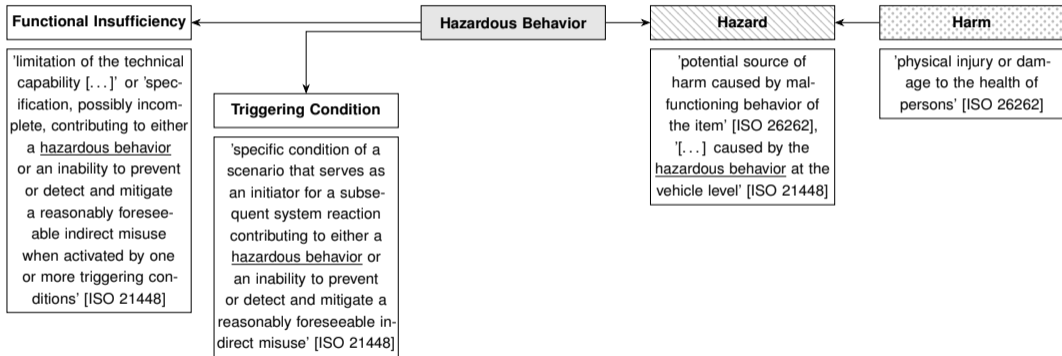 Functional Insufficiency
'limitation of the technical
capability [...]' or 'spec-
ification, possibly incom-
plete, contributing to either
a hazardous behavior
or an inability to prevent
or detect and mitigate
a reasonably foresee-
able indirect misuse
when activated by one
or more triggering con-
ditions' [ISO 21448]
Triggering Condition
'specific condition of a
scenario that serves as
an initiator for a subse-
quent system reaction
contributing to either a
hazardous behavior or
an inability to prevent
or detect and mitigate a
reasonably foreseeable in-
direct misuse' [ISO 21448]
Hazardous Behavior
Hazard
'potential source of
harm caused by mal-
functioning behavior of
the item' [ISO 26262],
'[...] caused by the
hazardous behavior at the
vehicle level' [ISO 21448]
Harm
'physical injury or dam-
age to the health of
persons' [ISO 26262]